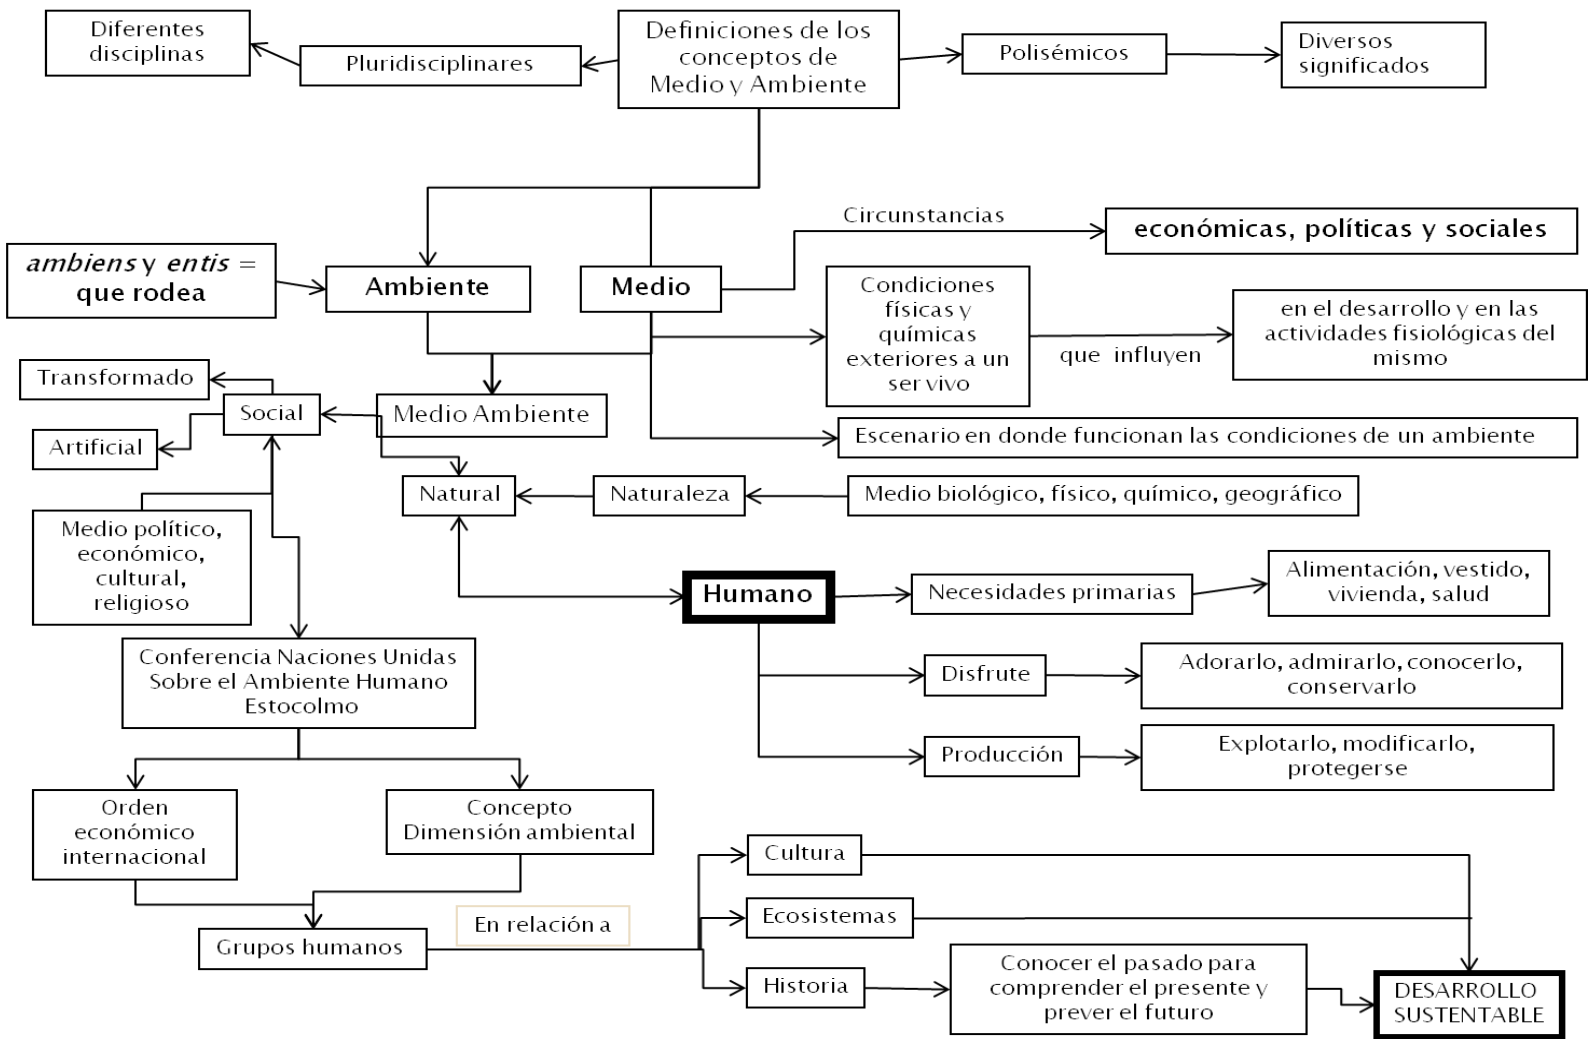 Diferentes
disciplinas
Pluridisciplinares
Definiciones de los
conceptos de
Medio y Ambiente
Polisémicos
Diversos
significados
ambiens y entis =
que rodea
Ambiente
Medio
Circunstancias
económicas, políticas y sociales
Condiciones
físicas y
químicas
exteriores a un
ser vivo
que influyen
en el desarrollo y en las
actividades fisiológicas del
mismo
Transformado
Social
Artificial
Medio Ambiente
Escenario en donde funcionan las condiciones de un ambiente
Natural
Naturaleza
Medio biológico, físico, químico, geográfico
Medio político,
económico,
cultural,
religioso
Humano
Necesidades primarias
Alimentación, vestido,
vivienda, salud
Disfrute
Adorarlo, admirarlo, conocerlo,
conservarlo
Producción
Explotarlo, modificarlo,
protegerse
Conferencia Naciones Unidas
Sobre el Ambiente Humano
Estocolmo
Orden
económico
internacional
Concepto
Dimensión ambiental
Grupos humanos
En relación a
Cultura
Ecosistemas
Historia
Conocer el pasado para
comprender el presente y
prever el futuro
DESARROLLO
SUSTENTABLE